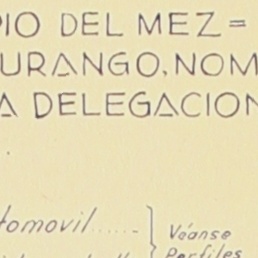 PIO DEL MEZ=
URANGO, NOM
A DELEGACION
tomovil..... } Véanse
Perfiles